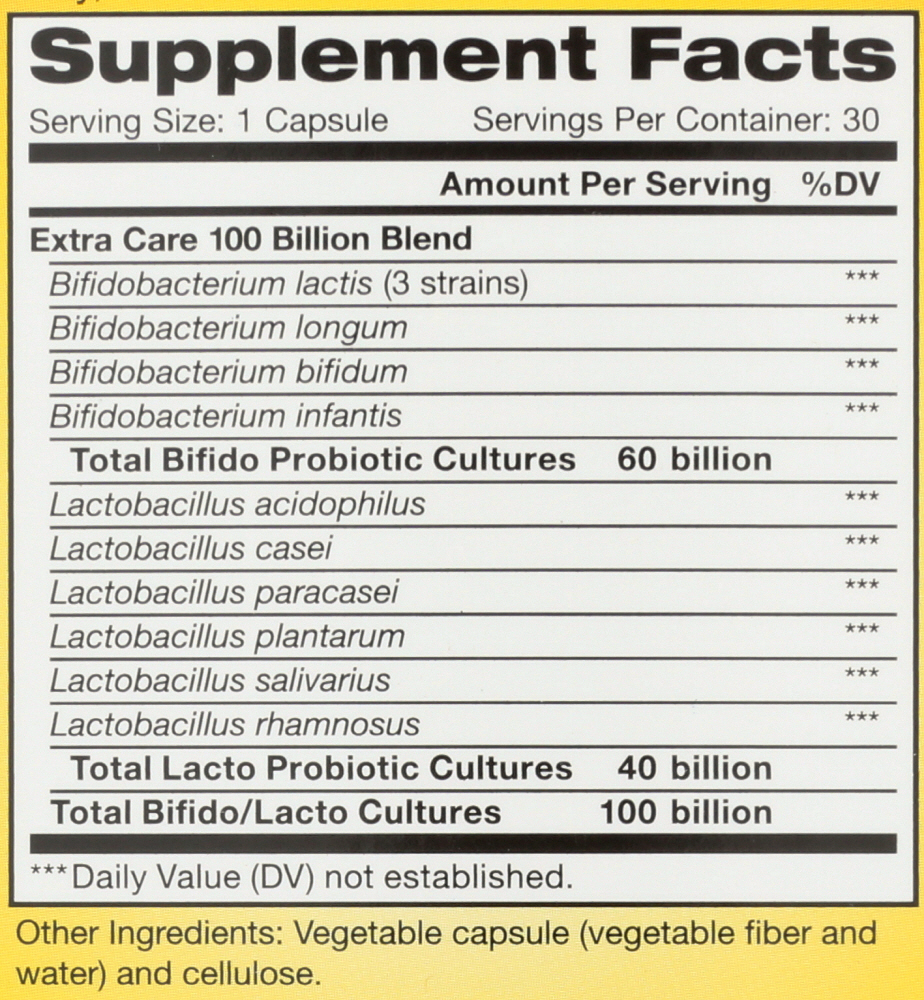 Supplement Facts
Serving Size: 1 Capsule Servings Per Container: 30
Amount Per Serving %DV
Extra Care 100 Billion Blend
Bifidobacterium lactis (3 strains) ***
Bifidobacterium longum ***
Bifidobacterium bifidum ***
Bifidobacterium infantis ***
Total Bifido Probiotic Cultures 60 billion
Lactobacillus acidophilus ***
Lactobacillus casei ***
Lactobacillus paracasei ***
Lactobacillus plantarum ***
Lactobacillus salivarius ***
Lactobacillus rhamnosus ***
Total Lacto Probiotic Cultures 40 billion
Total Bifido/Lacto Cultures 100 billion
***Daily Value (DV) not established.
Other Ingredients: Vegetable capsule (vegetable fiber and
water) and cellulose.